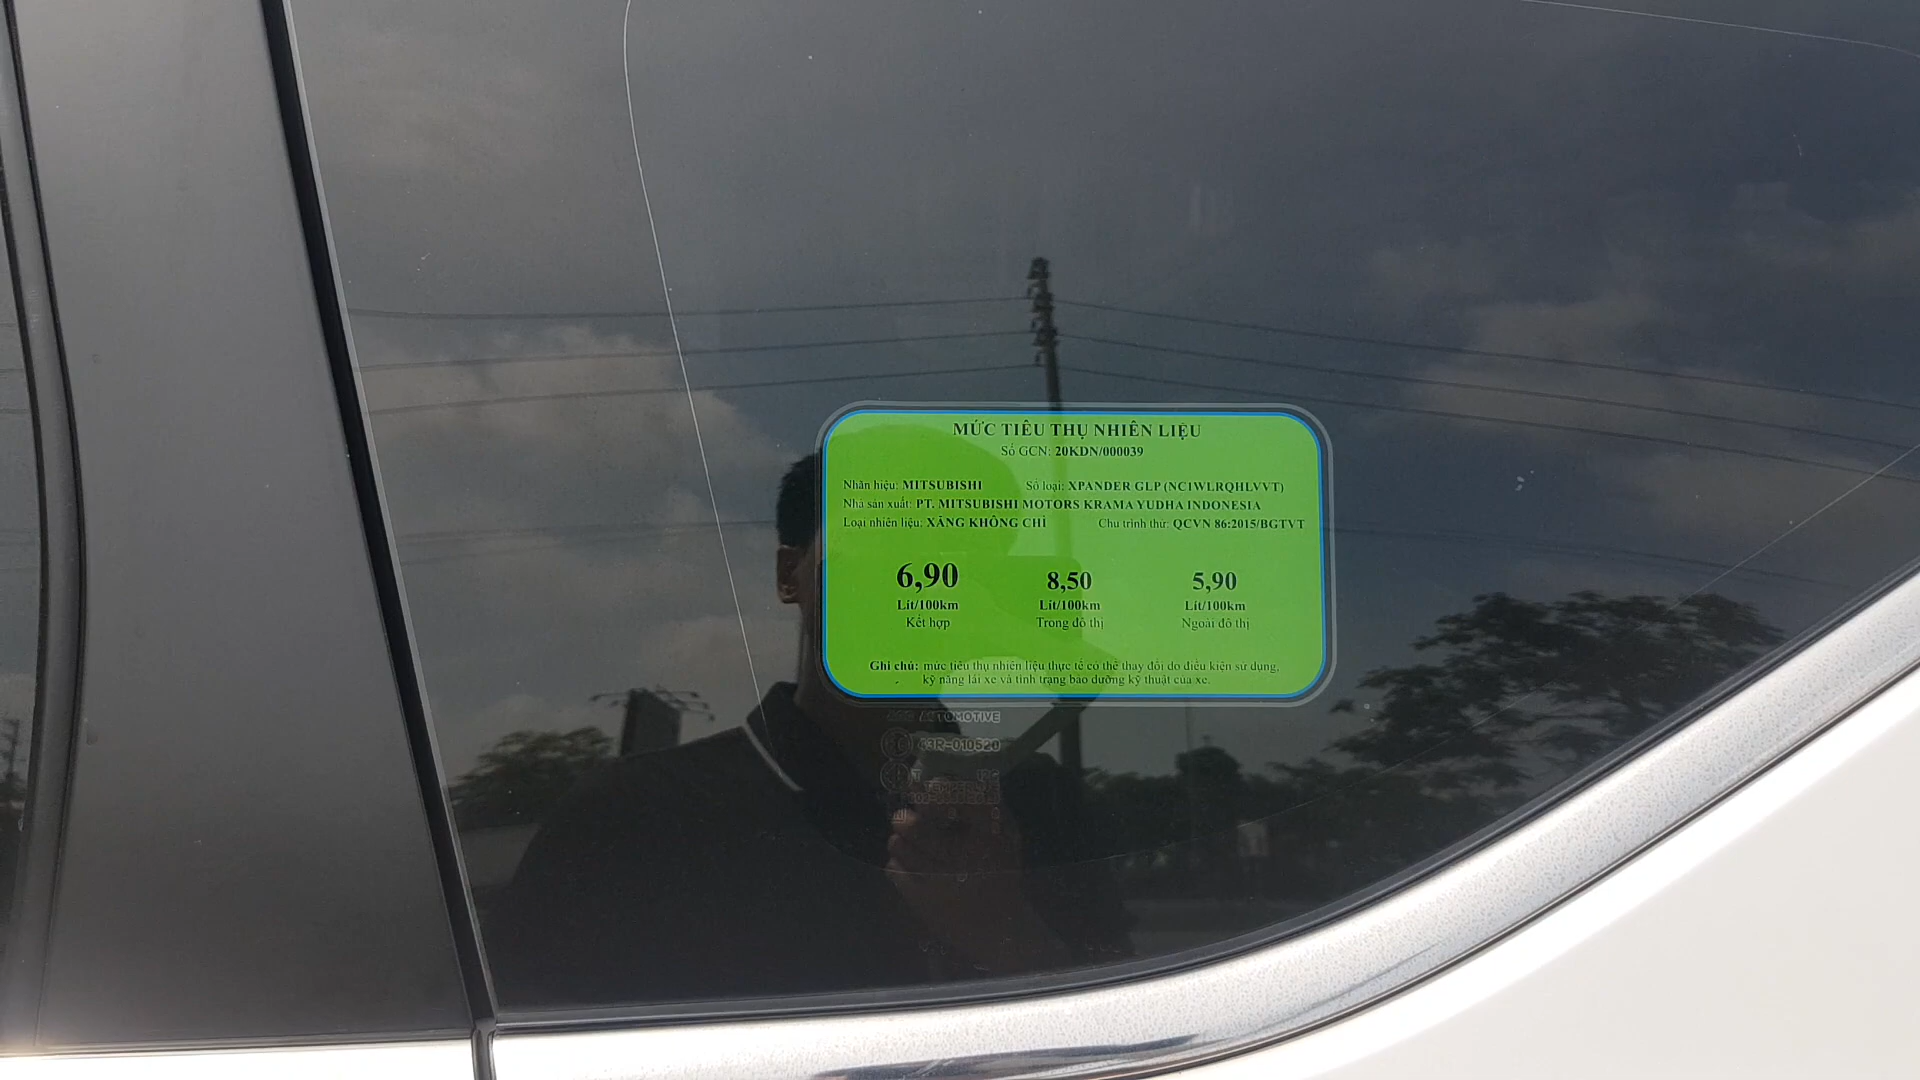 MỨC TIÊU THỤ NHIÊN LIỆU
Số GCN: 20KDN/000039
Nhãn hiệu: MITSUBISHI Số loại: XPANDER GLP (NC1WLRQHLVVT)
Nhà sản xuất: PT. MITSUBISHI MOTORS KRAMA YUDHA INDONESIA
Loại nhiên liệu: XĂNG KHÔNG CHÌ Chu trình thử: QCVN 86:2015/BGTVT
6,90 8,50 5,90
Lít/100km Lít/100km Lít/100km
Kết hợp Trong đô thị Ngoài đô thị
Ghi chú: mức tiêu thụ nhiên liệu thực tế có thể thay đổi do điều kiện sử dụng,
kỹ năng lái xe và tình trạng bảo dưỡng kỹ thuật của xe.
AUTOMOTIVE
43R-010620